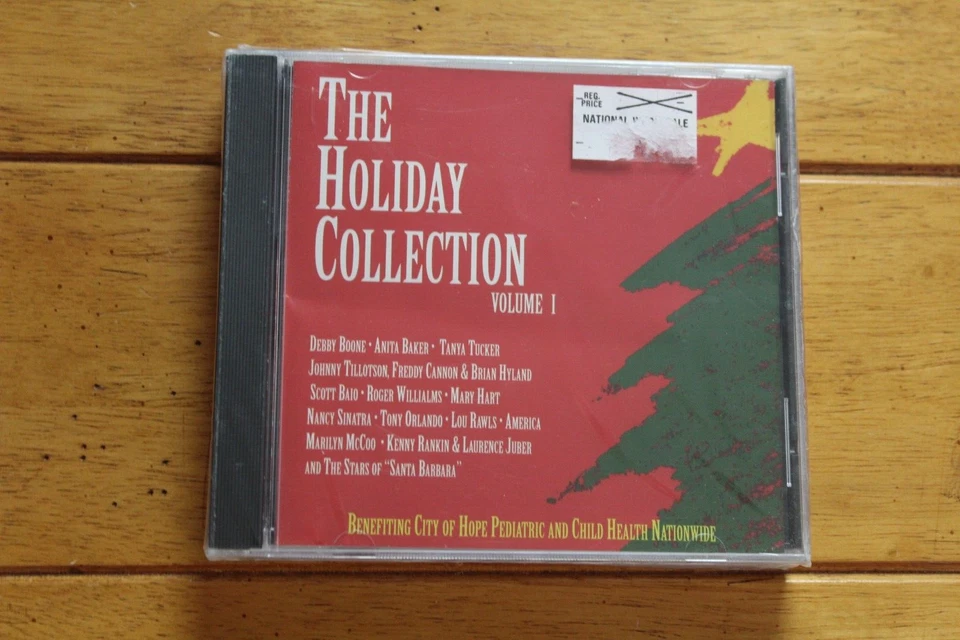 THE
HOLIDAY
COLLECTION
VOLUME I
REG.
PRICE
NATIONAL
DEBBY BOONE • ANITA BAKER • TANYA TUCKER
JOHNNY TILLOTSON, FREDDY CANNON & BRIAN HYLAND
SCOTT BAIO • ROGER WILLIALMS • MARY HART
NANCY SINATRA • TONY ORLANDO • LOU RAWLS • AMERICA
MARILYN MCCOO • KENNY RANKIN & LAURENCE JUBER
AND THE STARS OF "SANTA BARBARA"
BENEFITING CITY OF HOPE PEDIATRIC AND CHILD HEALTH NATIONWIDE